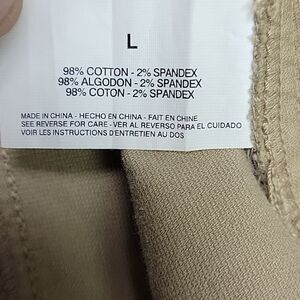 L
98% COTTON - 2% SPANDEX
98% ALGODON - 2% SPANDEX
98% COTON - 2% SPANDEX
MADE IN CHINA - HECHO EN CHINA - FAIT EN CHINE
SEE REVERSE FOR CARE - VER AL REVERSO PARA EL CUIDADO
VOIR LES INSTRUCTIONS D'ENTRETIEN AU DOS